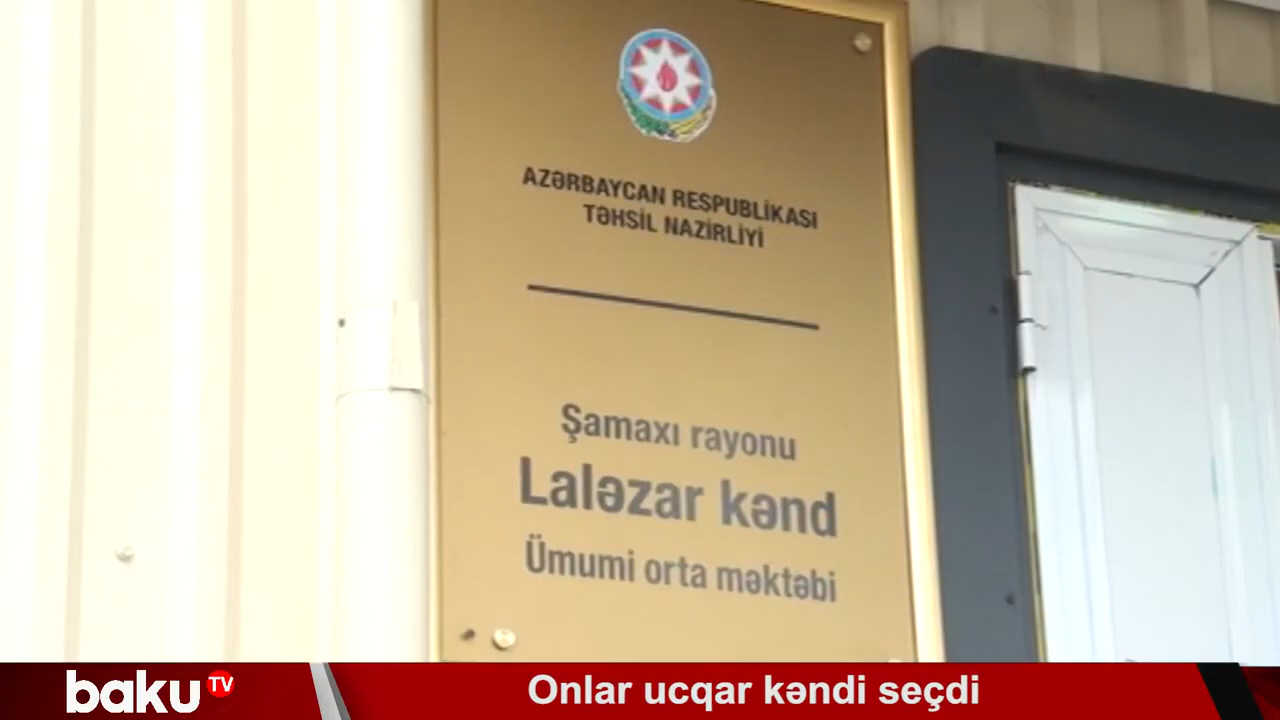 AZƏRBAYCAN RESPUBLİKASI
TƏHSİL NAZİRLİYİ
Şamaxı rayonu
Laləzar kənd
Ümumi orta məktəbi
baku TV
Onlar ucqar kəndi seçdi